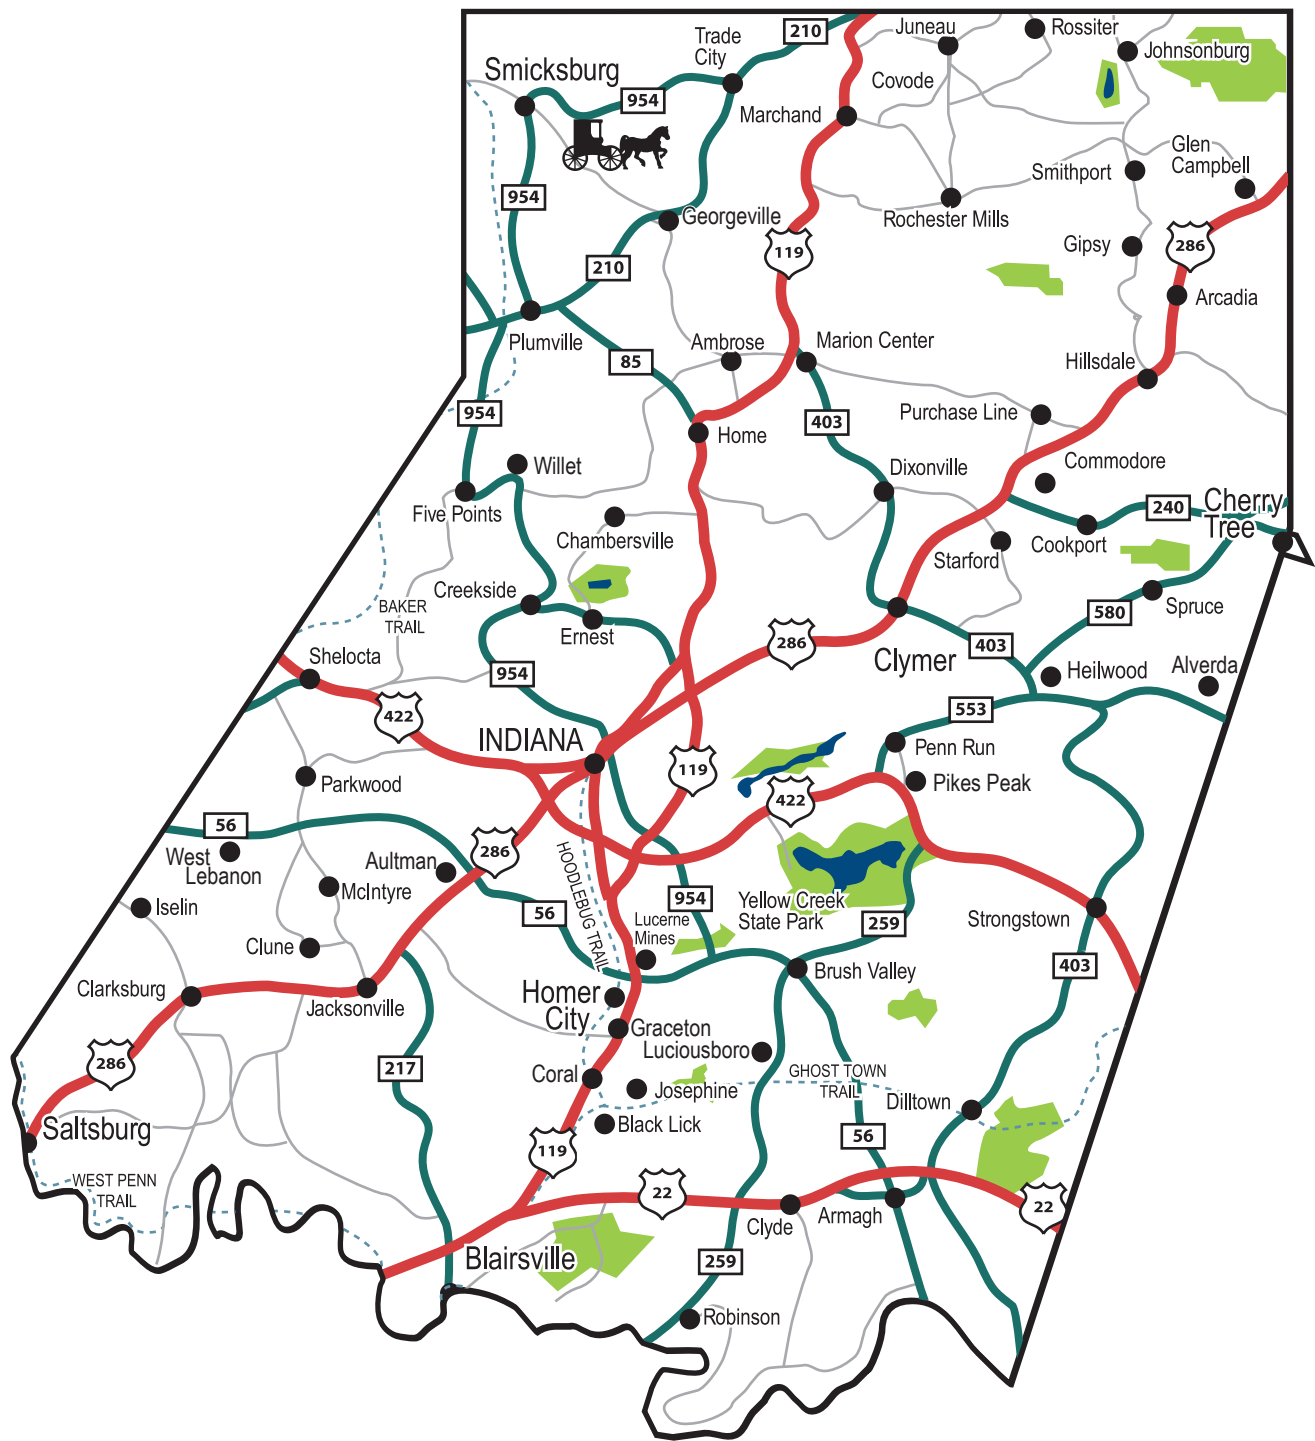 210
Juneau
Rossiter
Trade
City
Johnsonburg
Smicksburg
Covode
954
Marchand
Glen
Campbell
Smithport
954
Georgeville
Rochester Mills
119
Gipsy
286
210
Arcadia
Plumville
Ambrose
Marion Center
85
Hillsdale
954
403
Purchase Line
Home
Willet
Dixonville
Commodore
Five Points
240
Cherry
Tree
Chambersville
Starford
Cookport
Creekside
BAKER
TRAIL
Ernest
580
Spruce
Shelocta
286
403
Clymer
954
Heilwood
Alverda
422
553
INDIANA
Penn Run
119
Parkwood
422
Pikes Peak
56
286
West
Lebanon
Aultman
HOODLEBUG TRAIL
McIntyre
Iselin
56
954
Yellow Creek
State Park
Lucerne
Mines
259
Strongstown
Clune
403
Brush Valley
Clarksburg
Jacksonville
Homer
City
Graceton
Luciousboro
286
217
Coral
GHOST TOWN
TRAIL
Josephine
Dilltown
Saltsburg
Black Lick
56
119
WEST PENN
TRAIL
22
22
Clyde
Armagh
Blairsville
259
Robinson